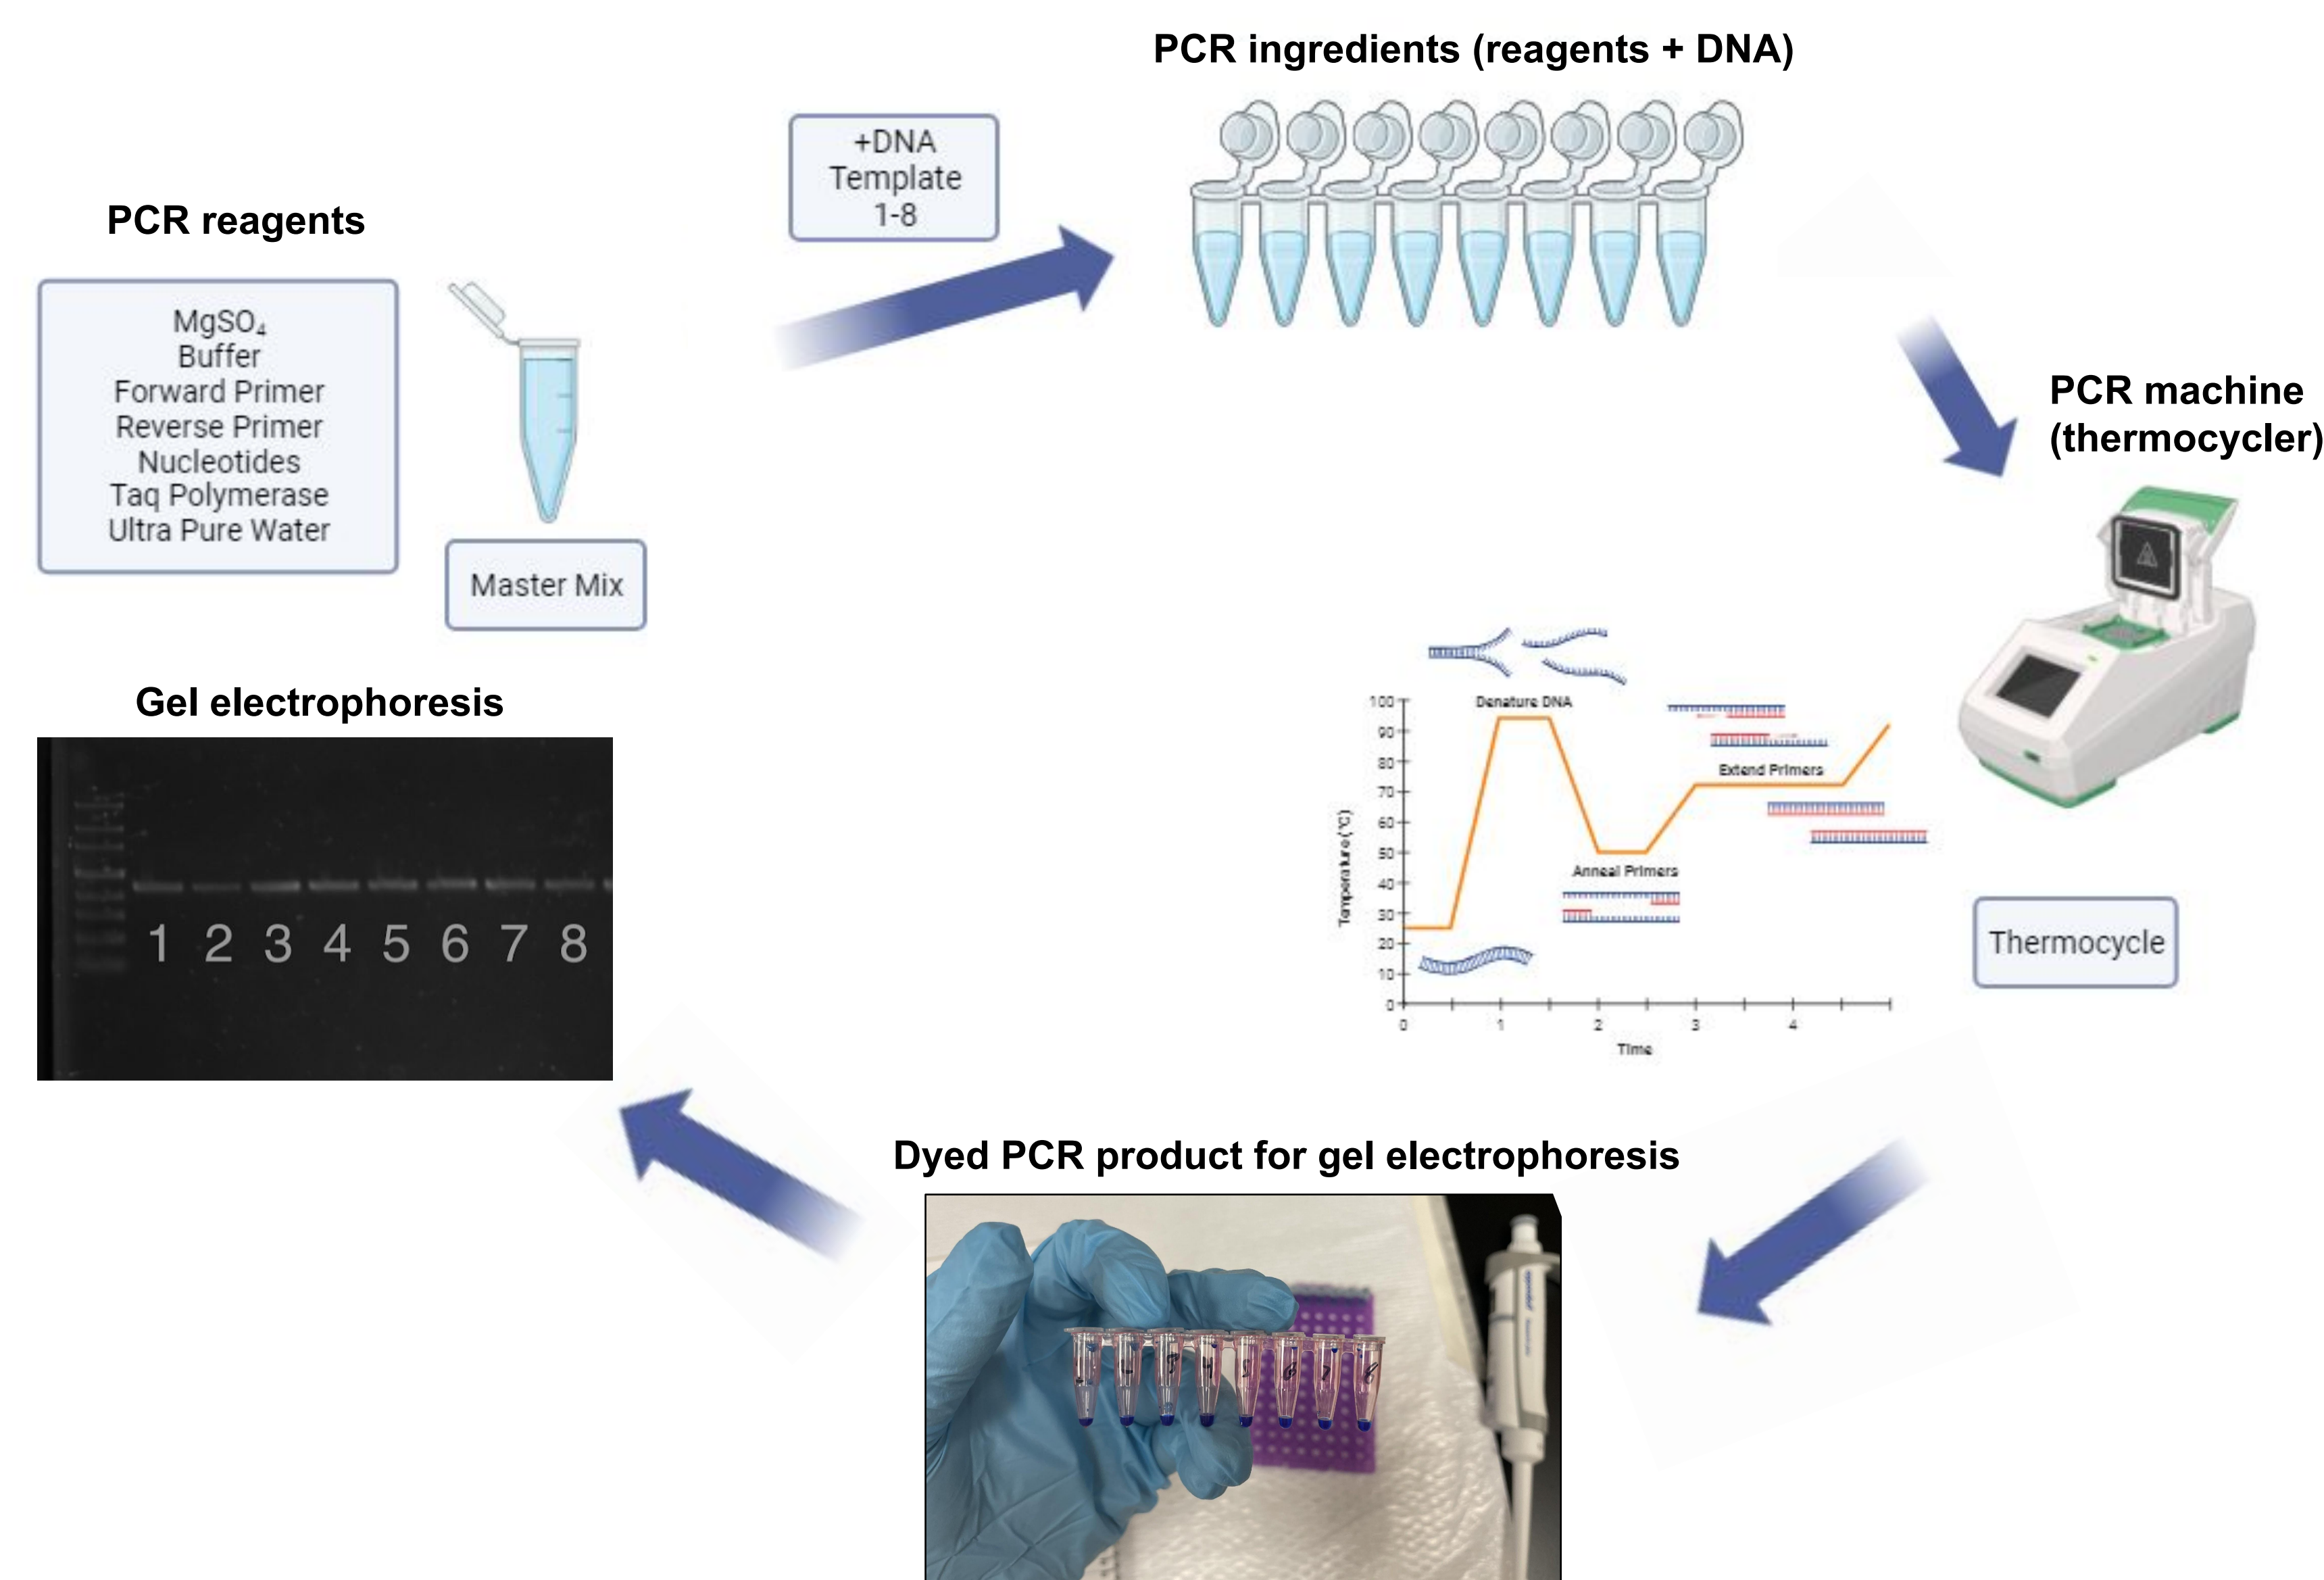 PCR ingredients (reagents + DNA)
+DNA
Template
1-8
PCR reagents
MgSO₄
Buffer
Forward Primer
Reverse Primer
Nucleotides
Taq Polymerase
Ultra Pure Water
Master Mix
PCR machine
(thermocycler)
Gel electrophoresis
1 2 3 4 5 6 7 8
Temperature (°C)
100
90
80
70
60
50
40
30
20
10
0
Denature DNA
Extend Primers
Anneal Primers
0 1 2 3 4
Time
Thermocycle
Dyed PCR product for gel electrophoresis
4